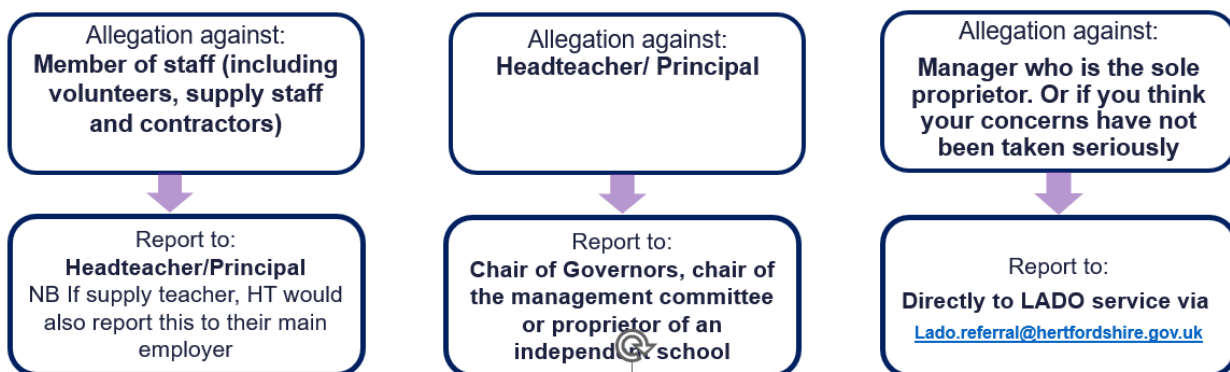 Allegation against:
Member of staff (including
volunteers, supply staff
and contractors)
Report to:
Headteacher/Principal
NB If supply teacher, HT would
also report this to their main
employer
Allegation against:
Headteacher/ Principal
Report to:
Chair of Governors, chair of
the management committee
or proprietor of an
independent school
Allegation against:
Manager who is the sole
proprietor. Or if you think
your concerns have not
been taken seriously
Report to:
Directly to LADO service via
Lado.referral@hertfordshire.gov.uk